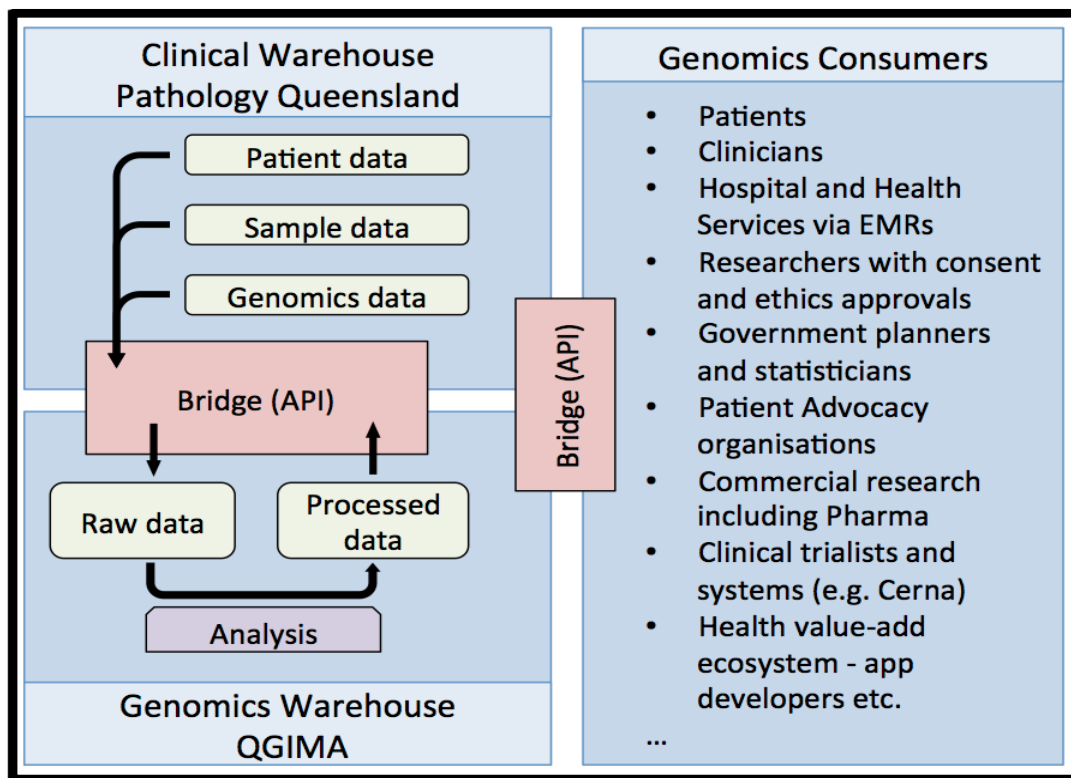 Clinical Warehouse
Pathology Queensland
Patient data
Sample data
Genomics data
Bridge (API)
Raw data
Processed
data
Analysis
Genomics Warehouse
QGIMA
Bridge (API)
Genomics Consumers
• Patients
• Clinicians
• Hospital and Health
Services via EMRs
• Researchers with consent
and ethics approvals
• Government planners
and statisticians
• Patient Advocacy
organisations
• Commercial research
including Pharma
• Clinical trialists and
systems (e.g. Cerna)
• Health value-add
ecosystem - app
developers etc.
...